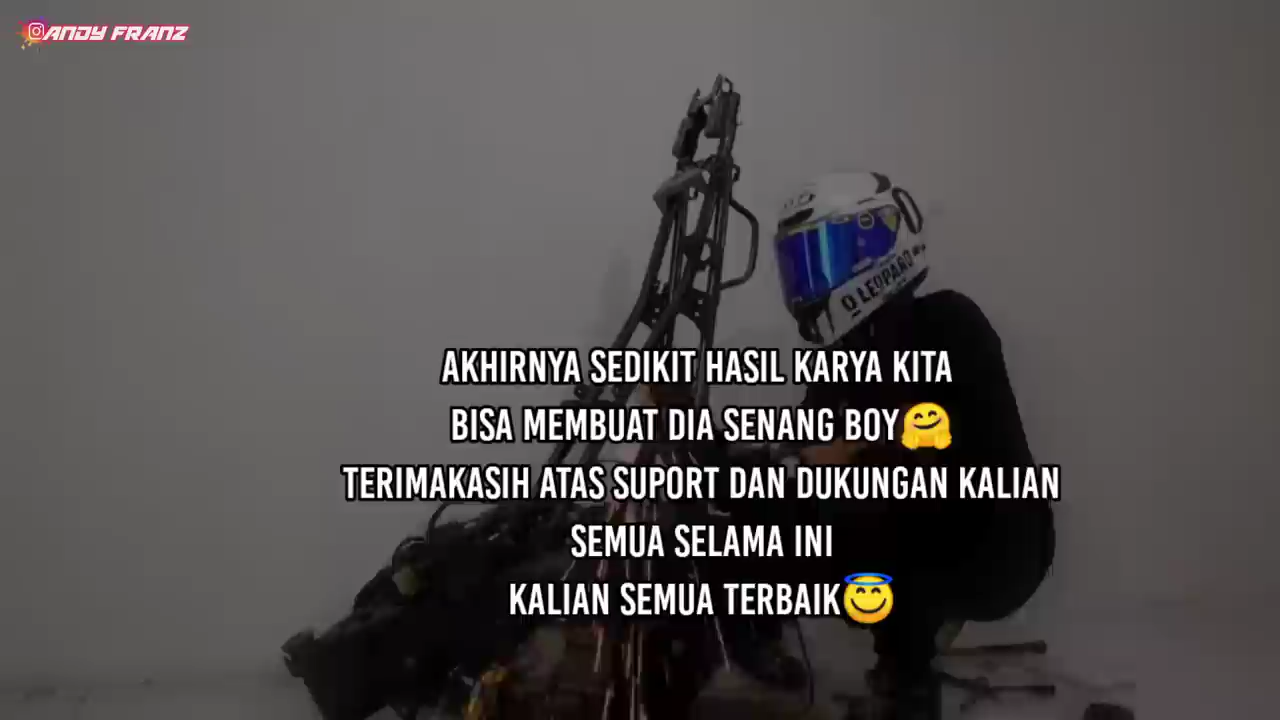 ANDY FRANZ
O LEOPARD
AKHIRNYA SEDIKIT HASIL KARYA KITA
BISA MEMBUAT DIA SENANG BOY🤗
TERIMAKASIH ATAS SUPORT DAN DUKUNGAN KALIAN
SEMUA SELAMA INI
KALIAN SEMUA TERBAIK😇